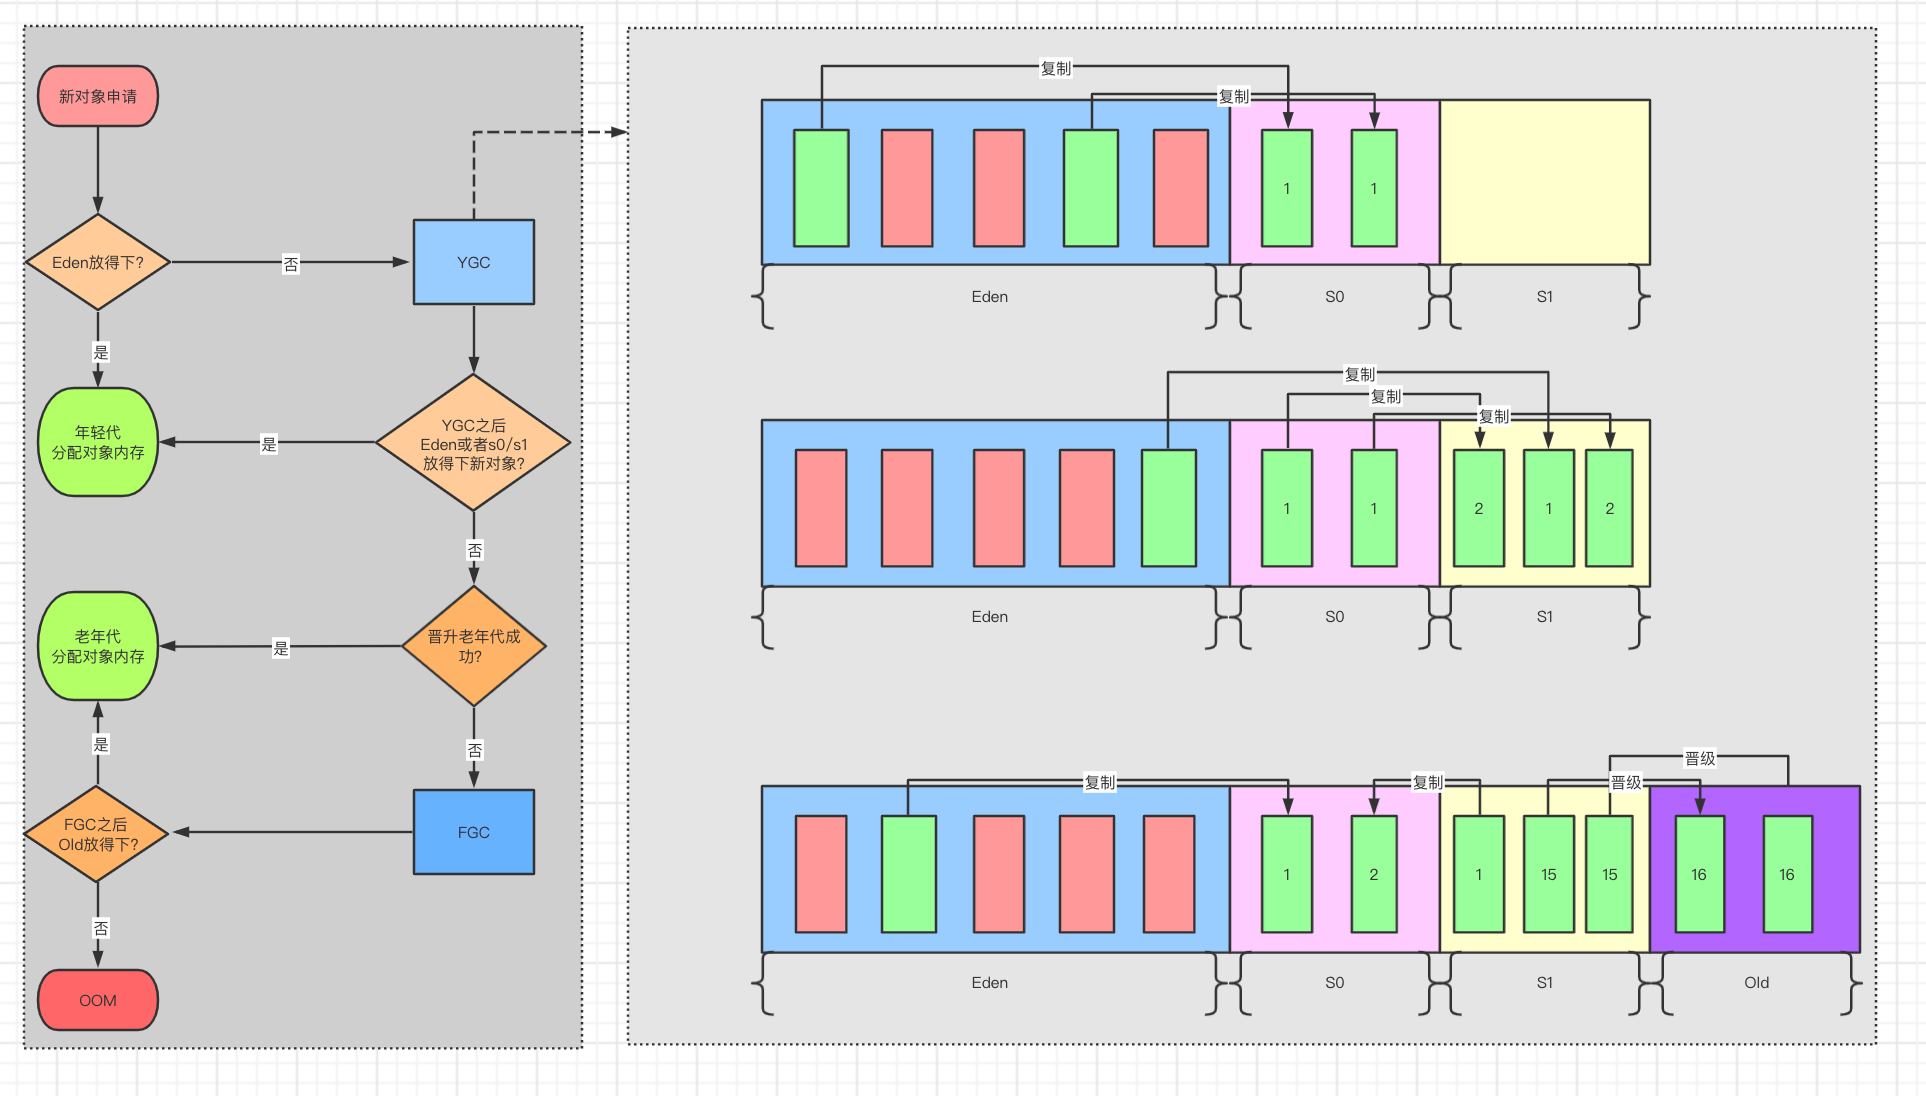 新对象申请
Eden放得下?
否
YGC
是
年轻代
分配对象内存
是
YGC之后
Eden或者s0/s1
放得下新对象?
否
老年代
分配对象内存
是
晋升老年代成
功?
是
否
FGC之后
Old放得下?
FGC
否
OOM
复制
复制
1
1
Eden
S0
S1
复制
复制
复制
1
1
2
1
2
Eden
S0
S1
晋级
复制
复制
晋级
1
2
1
15
15
16
16
Eden
S0
S1
Old